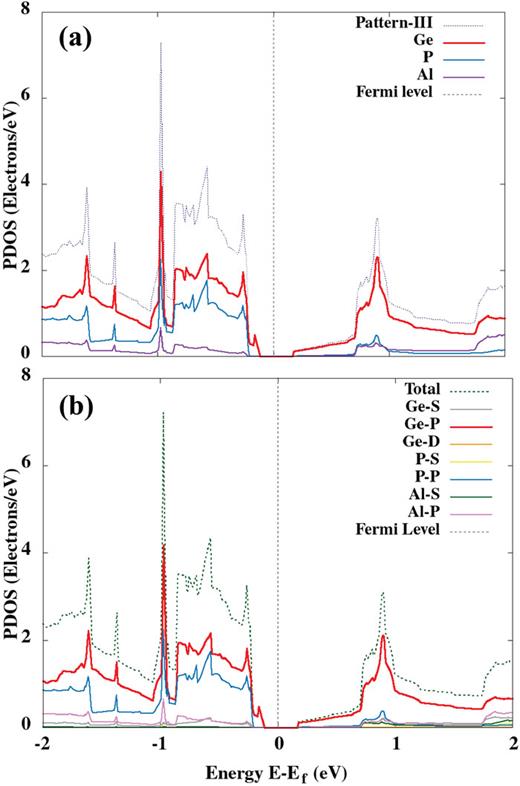 (a)
Pattern-III
Ge
P
Al
Fermi level
PDOS (Electrons/eV)
8
6
4
2
0
(b)
Total
Ge-S
Ge-P
Ge-D
P-S
P-P
Al-S
Al-P
Fermi Level
PDOS (Electrons/eV)
8
6
4
2
0
-2 -1 0 1 2
Energy E-Ef (eV)